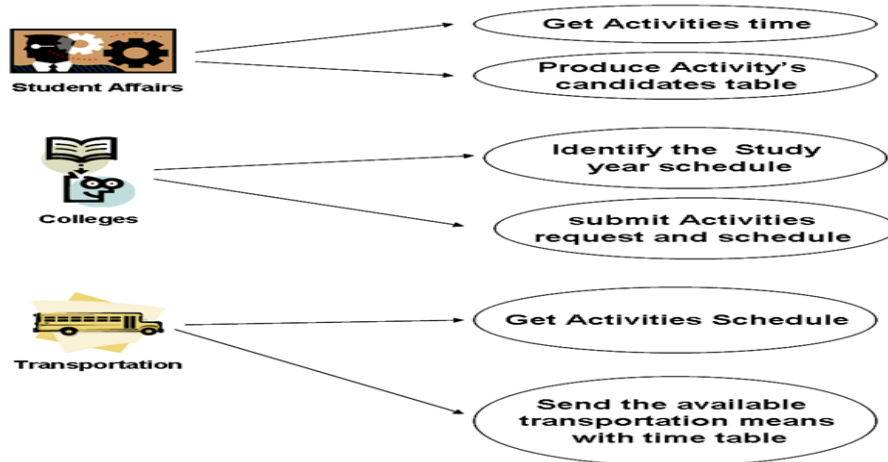 Get Activities time
Student Affairs
Produce Activity's
candidates table
Identify the Study
year schedule
Colleges
submit Activities
request and schedule
Get Activities Schedule
Transportation
Send the available
transportation means
with time table